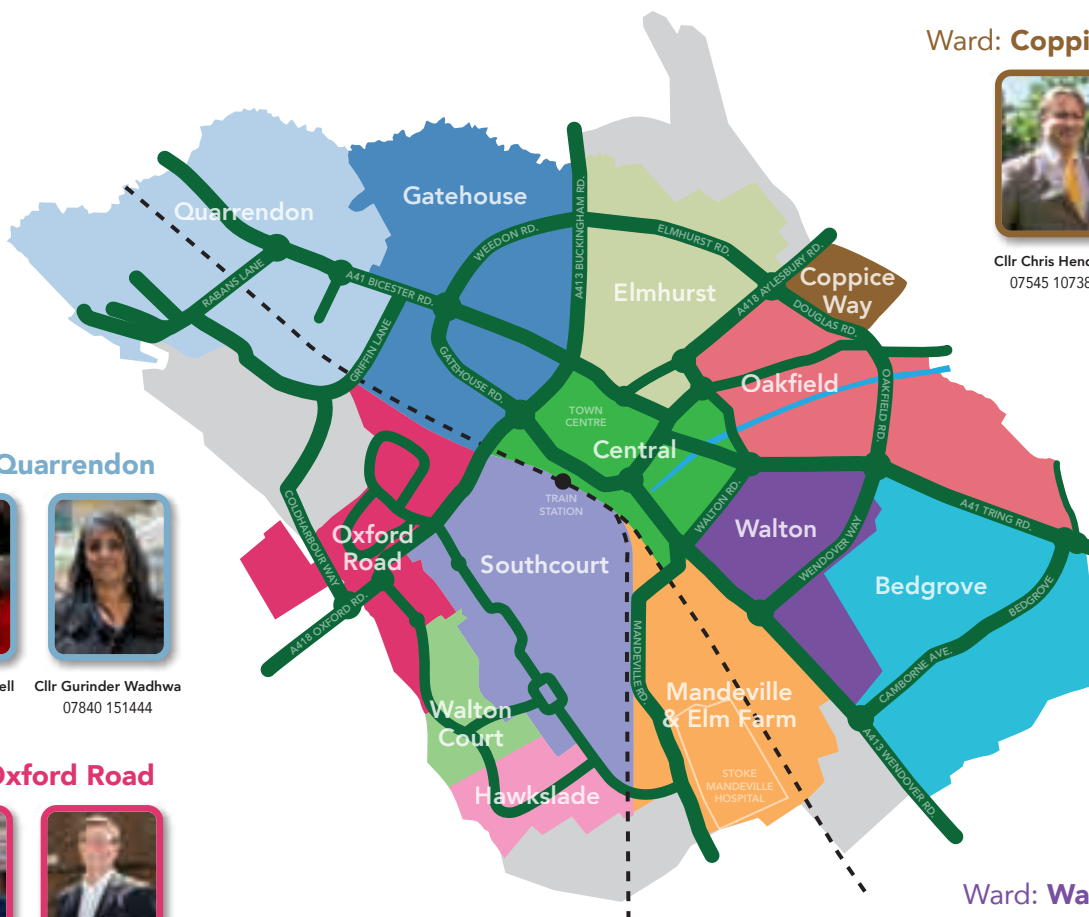 Ward: Coppi
Cllr Chris Hend
07545 10738
Quarrendon
ell
Cllr Gurinder Wadhwa
07840 151444
Oxford Road
Ward: Wa
Quarrendon
Gatehouse
Elmhurst
Coppice
Way
Oakfield
TOWN
CENTRE
Central
TRAIN
STATION
Oxford
Road
Southcourt
Walton
Bedgrove
Walton
Court
Mandeville
& Elm Farm
Hawkslade
STOKE
MANDEVILLE
HOSPITAL
RABANS LANE
A41 BICESTER RD.
GRIFFIN LANE
WEEDON RD.
GATEHOUSE RD.
A413 BUCKINGHAM RD.
ELMHURST RD.
A418 AYLESBURY RD.
DOUGLAS RD.
OAKFIELD RD.
A41 TRING RD.
WALTON RD.
WENDOVER WAY
BEDGROVE
CAMBORNE AVE.
A413 WENDOVER RD.
MANDEVILLE RD.
COLDHARBOUR WAY
A418 OXFORD RD.